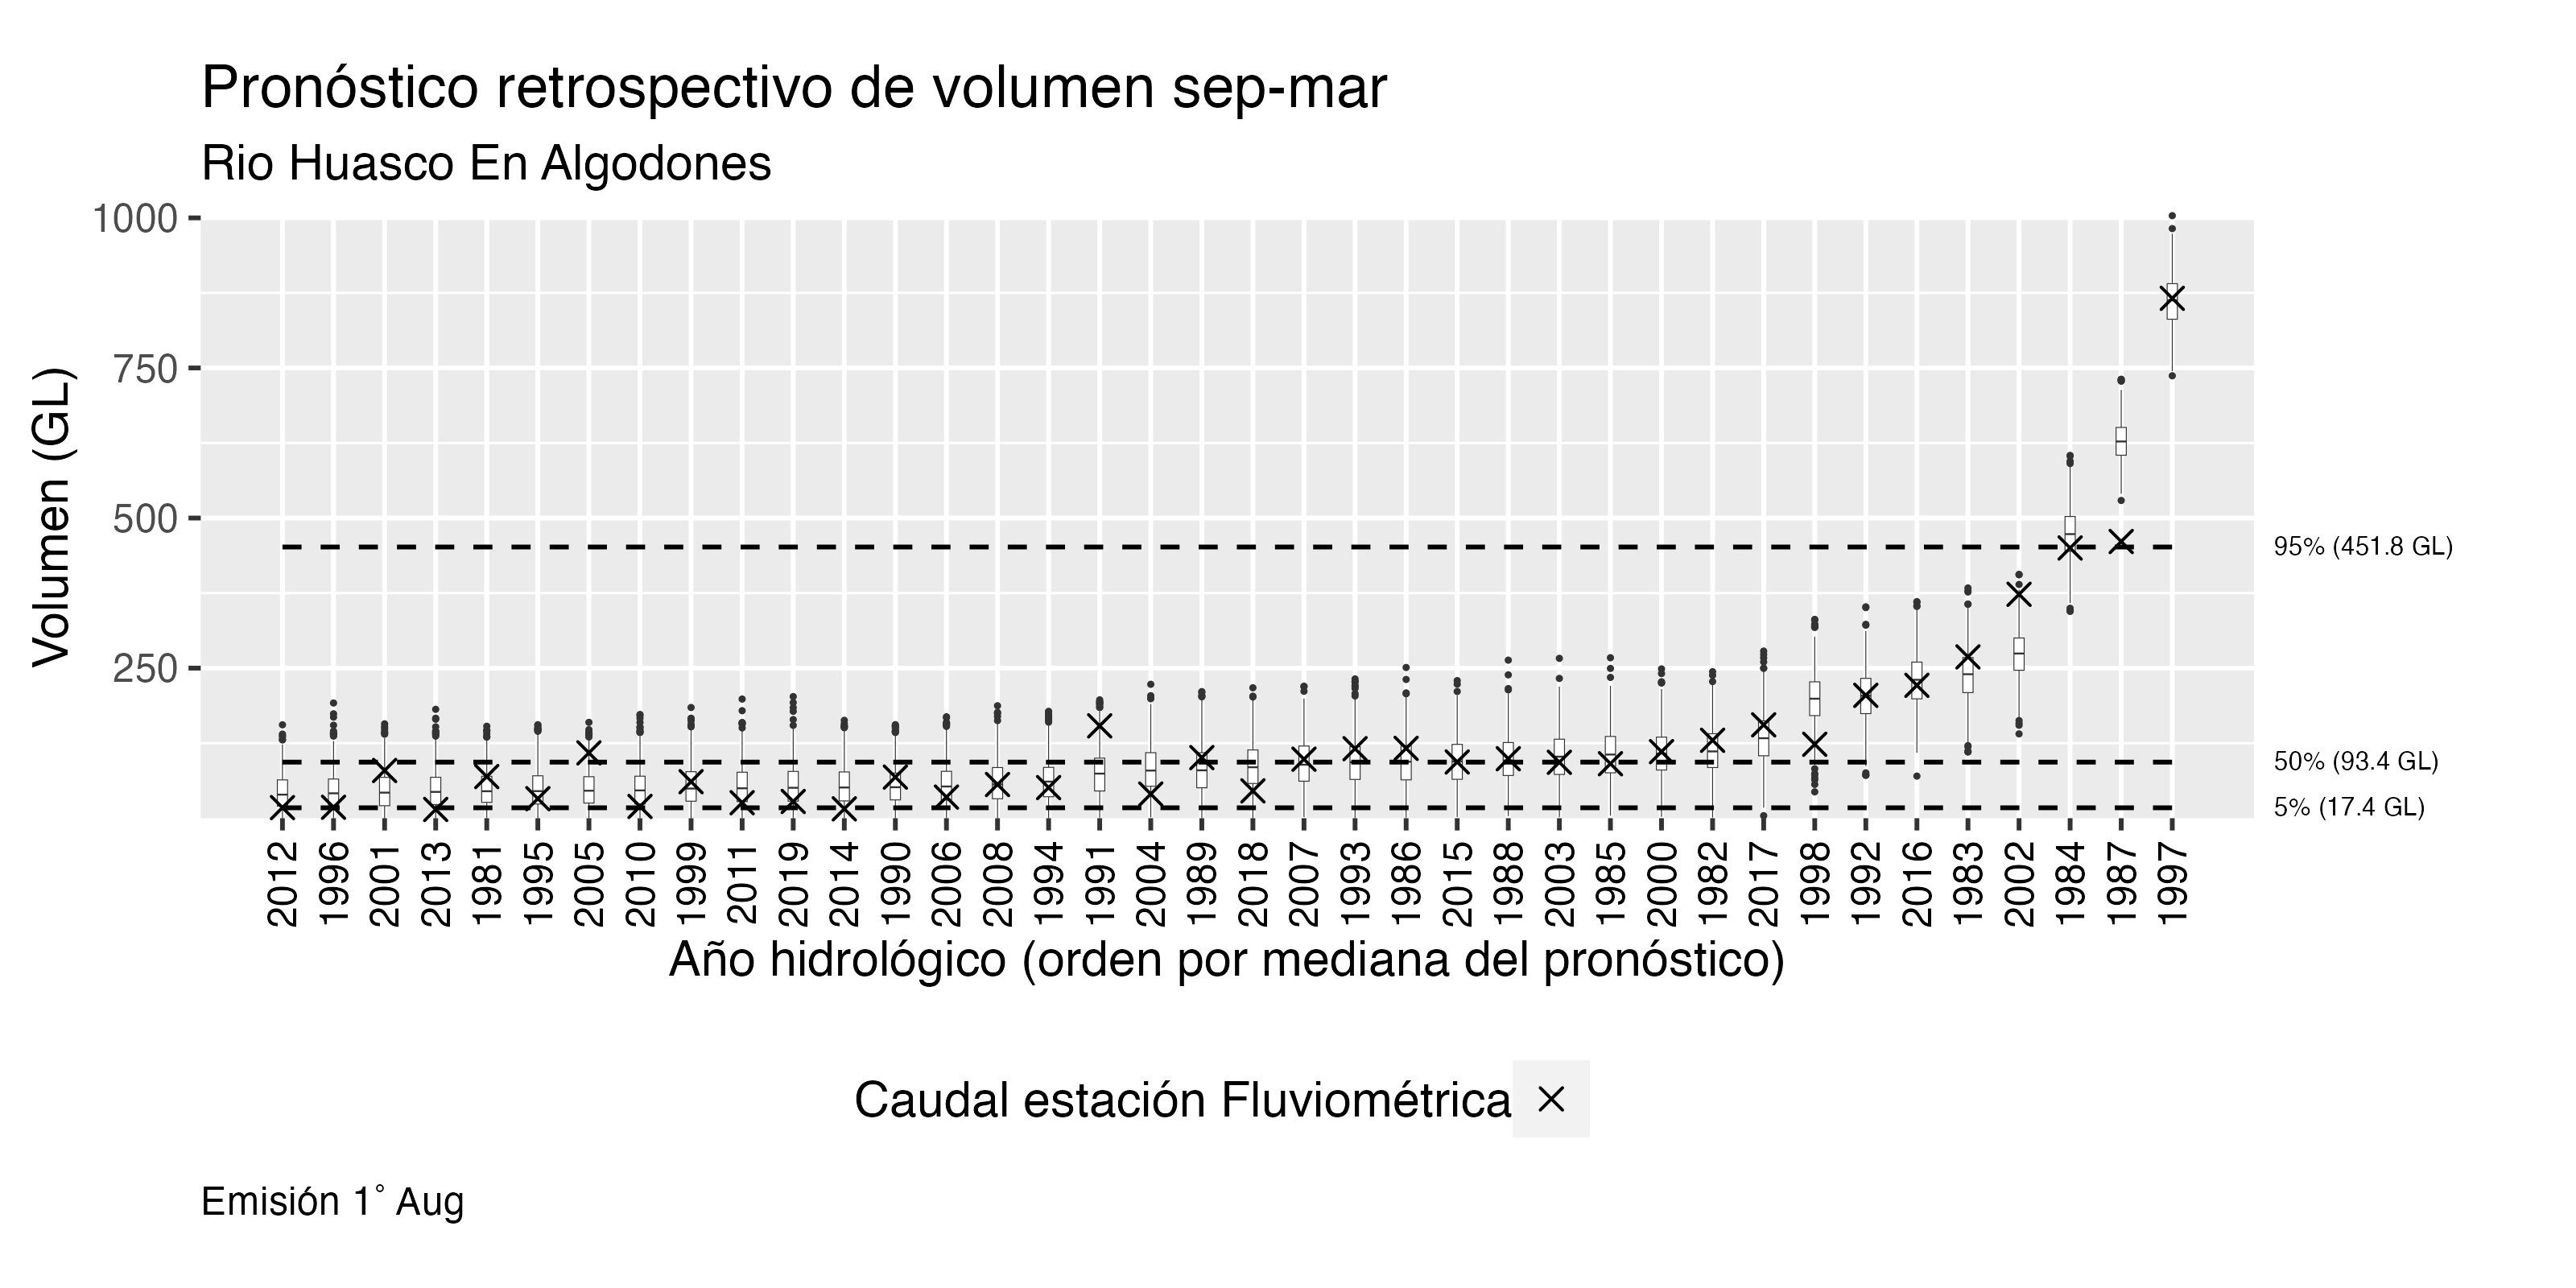 Pronóstico retrospectivo de volumen sep-mar
Rio Huasco En Algodones
Volumen (GL)
1000
750
500
250
95% (451.8 GL)
50% (93.4 GL)
5% (17.4 GL)
2012 1996 2001 2013 1981 1995 2005 2010 1999 2011 2019 2014 1990 2006 2008 1994 1991 2004 1989 2018 2007 1993 1986 2015 1988 2003 1985 2000 1982 2017 1998 1992 2016 1983 2002 1984 1987 1997
Año hidrológico (orden por mediana del pronóstico)
Caudal estación Fluviométrica
Emisión 1° Aug